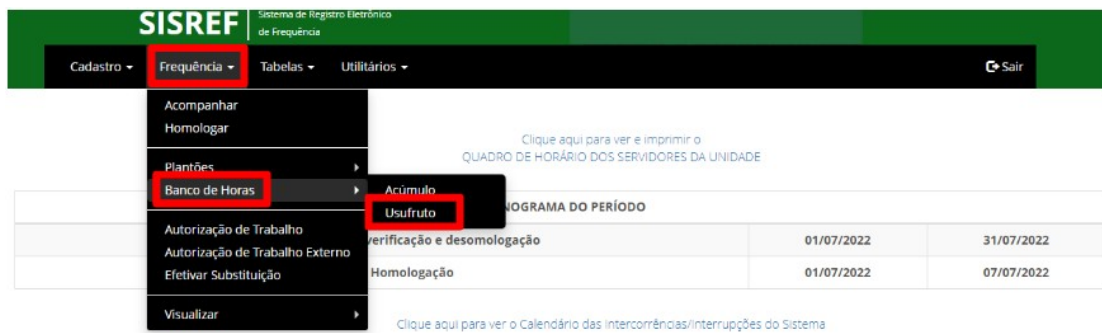 SISREF
Sistema de Registro Eletrônico
de Frequência
Cadastro
Frequência
Tabelas
Utilitários
Sair
Acompanhar
Homologar
Plantões
Banco de Horas
Autorização de Trabalho
Autorização de Trabalho Externo
Efetivar Substituição
Visualizar
Acúmulo
Usufruto
Clique aqui para ver e imprimir o
QUADRO DE HORÁRIO DOS SERVIDORES DA UNIDADE
NOGRAMA DO PERÍODO
verificação e desomologação 01/07/2022 31/07/2022
Homologação 01/07/2022 07/07/2022
Clique aqui para ver o Calendário das Intercorrências/Interrupções do Sistema